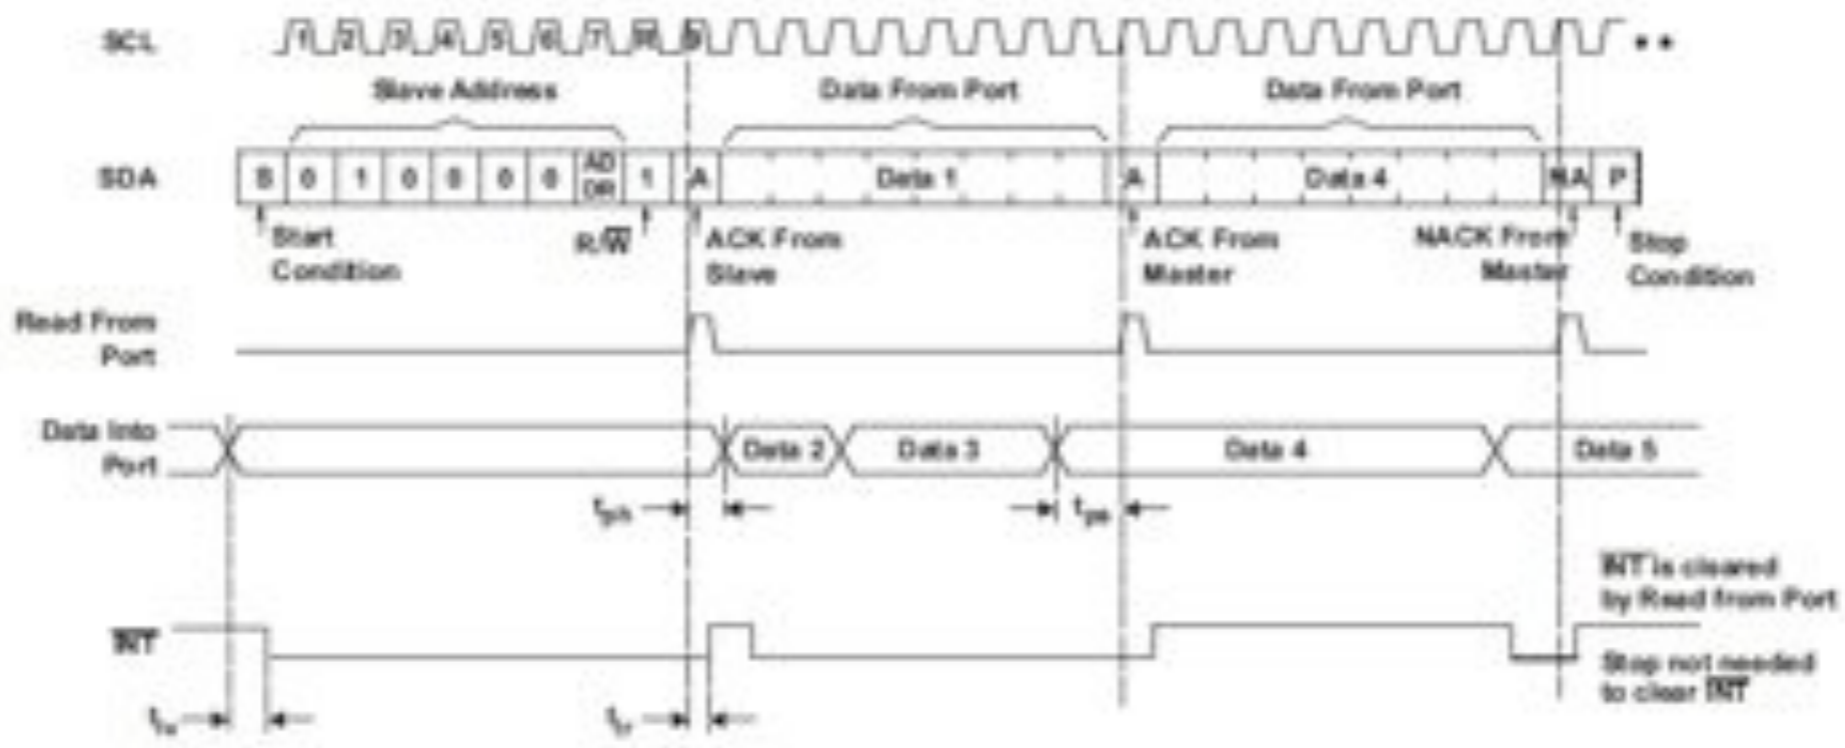 SCL
1 2 3 4 5 6 7 8 9
Slave Address
Data From Port
Data From Port
SDA
S 0 1 0 0 0 0 AD DR 1 A Data 1 A Data 4 NA P
Start Condition
R/W
ACK From Slave
ACK From Master
NACK From Master
Stop Condition
Read From Port
Data Into Port
Data 2 Data 3 Data 4 Data 5
tph
tps
INT
INT is cleared
by Read from Port
Stop not needed
to clear INT
tiv
tir